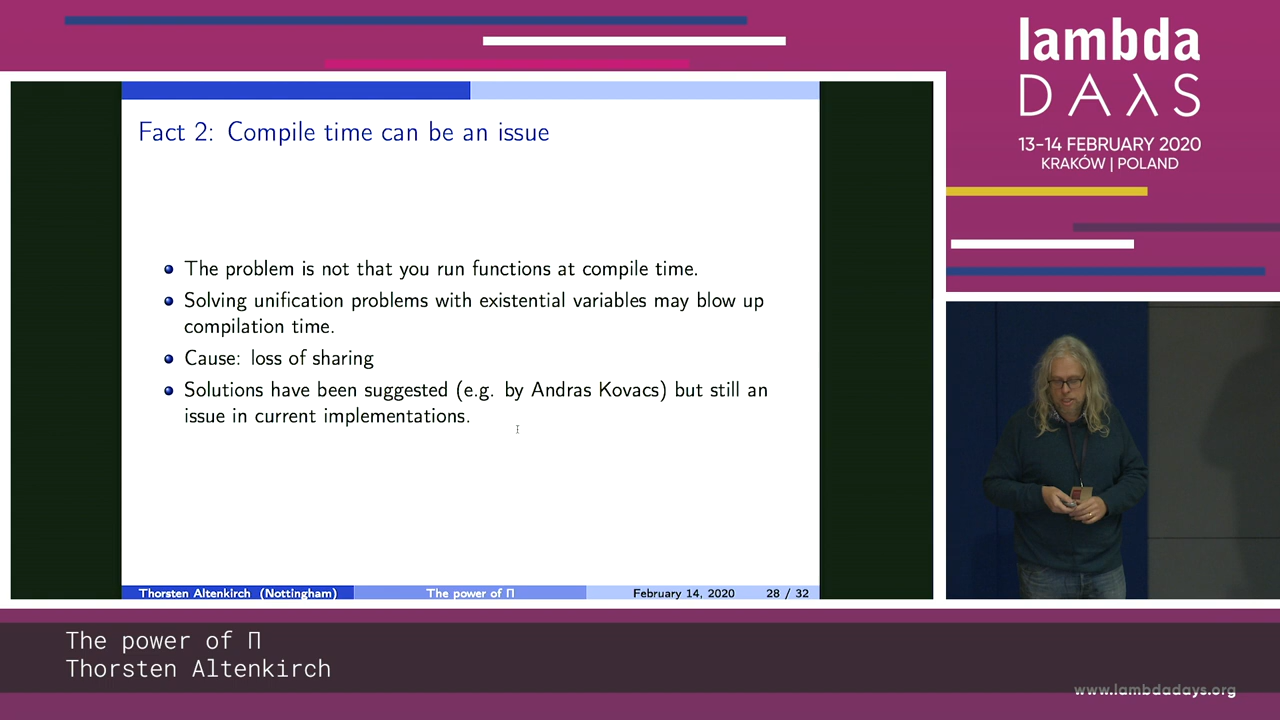 lambda
DAλS
13–14 FEBRUARY 2020
KRAKÓW | POLAND
Fact 2: Compile time can be an issue
The problem is not that you run functions at compile time.
Solving unification problems with existential variables may blow up
compilation time.
Cause: loss of sharing
Solutions have been suggested (e.g. by Andras Kovacs) but still an
issue in current implementations.
Thorsten Altenkirch (Nottingham) The power of Π February 14, 2020 28 / 32
The power of Π
Thorsten Altenkirch
www.lambdadays.org